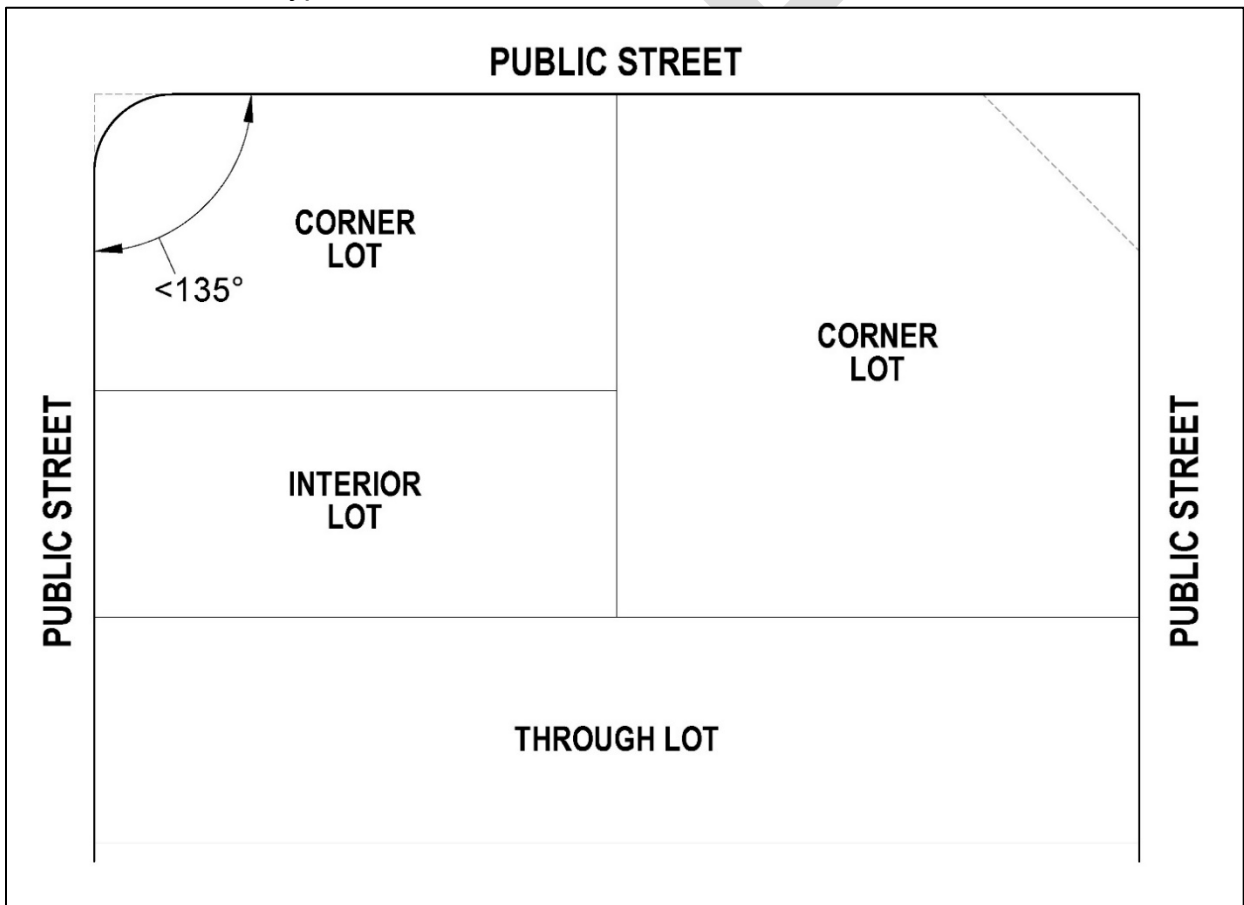 PUBLIC STREET
CORNER
LOT
<135°
CORNER
LOT
INTERIOR
LOT
PUBLIC STREET
PUBLIC STREET
THROUGH LOT